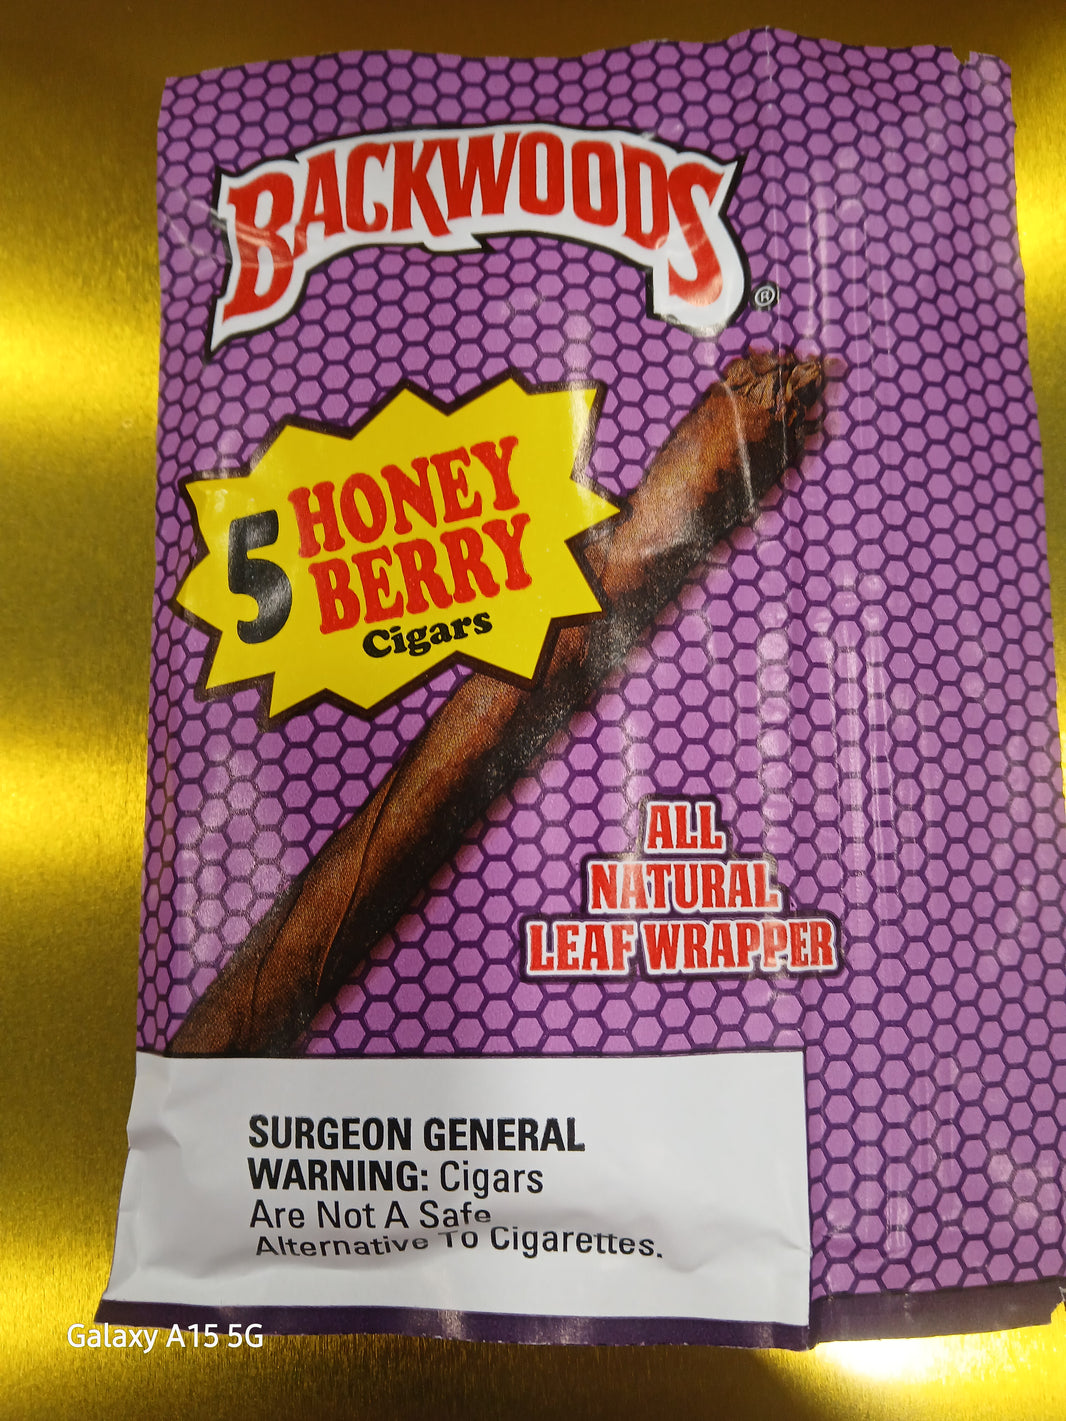 BACKWOODS®
5 HONEY
BERRY
Cigars
ALL
NATURAL
LEAF WRAPPER
SURGEON GENERAL
WARNING: Cigars
Are Not A Safe
Alternative To Cigarettes.
Galaxy A15 5G